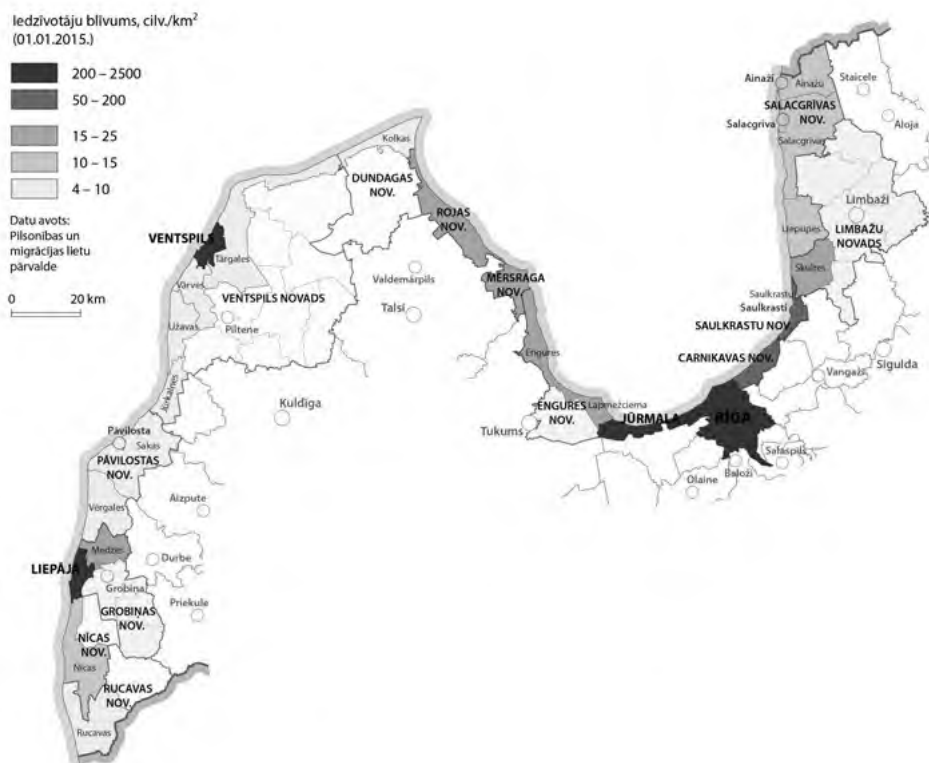 Iedzīvotāju blīvums, cilv./km²
(01.01.2015.)
200 – 2500
50 – 200
15 – 25
10 – 15
4 – 10
Datu avots:
Pilsonības un
migrācijas lietu
pārvalde
0 20 km
Ainaži
Ainažu
Staicele
SALACGRĪVAS
NOV.
Salacgrīva
Aloja
Salacgrīvas
Kolkas
DUNDAGAS
NOV.
Limbaži
ROJAS
NOV.
Liepupes
LIMBAŽU
NOVADS
VENTSPILS
Tārgales
Skultes
Valdemārpils
MĒRSRAGA
NOV.
Vārves
VENTSPILS NOVADS
Saulkrastu
Saulkrasti
Talsi
Piltene
Užavas
SAULKRASTU NOV.
Engures
CARNIKAVAS NOV.
Sigulda
Vangaži
Jūrkalnes
Kuldīga
ENGURES
NOV.
Lapmežciema
JŪRMALA
RĪGA
Pāvilosta
Tukums
Sakas
PĀVILOSTAS
NOV.
Salaspils
Baloži
Olaine
Aizpute
Vērgales
Medzes
Durbe
LIEPĀJA
Grobiņa
Priekule
GROBIŅAS
NOV.
NĪCAS
NOV.
Nīcas
RUCAVAS
NOV.
Rucavas